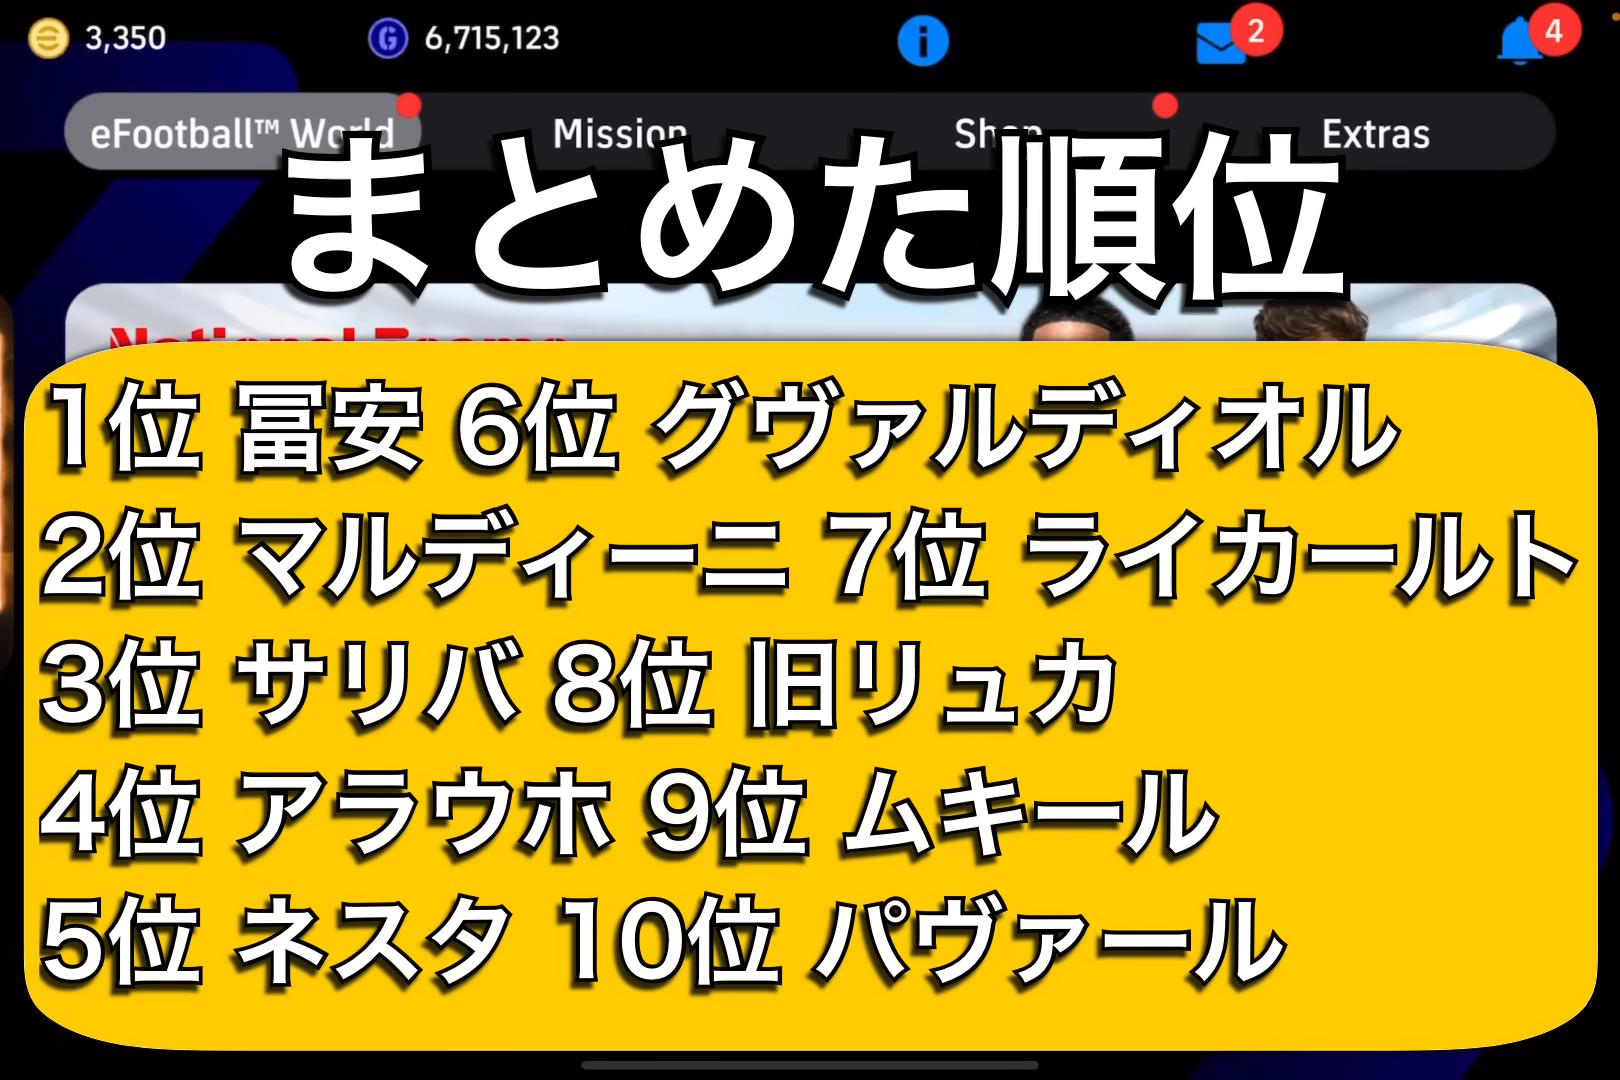 3,350 6,715,123 2 4
eFootball™ World Mission Shop Extras
まとめた順位
National Teams
1位 冨安 6位 グヴァルディオル
2位 マルディーニ 7位 ライカールト
3位 サリバ 8位 旧リュカ
4位 アラウホ 9位 ムキール
5位 ネスタ 10位 パヴァール